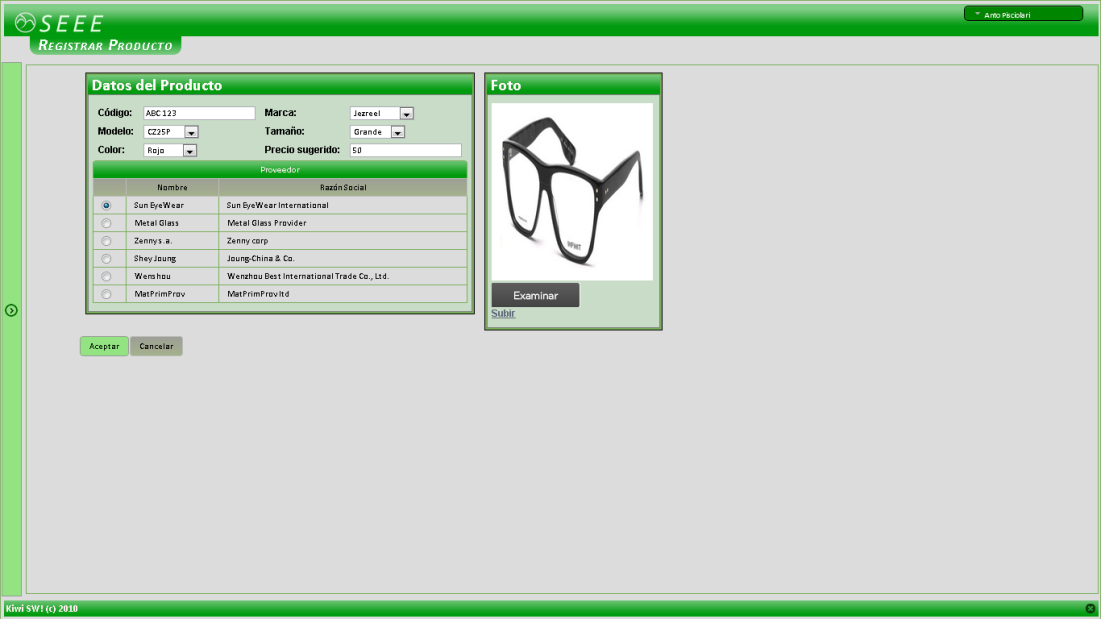 SEEE
Anto Pisciolari
Registrar Producto
Datos del Producto
Código: ABC 123 Marca: Jezreel
Modelo: CZ25P Tamaño: Grande
Color: Rojo Precio sugerido: 50
Proveedor
Nombre Razón Social
Sun EyeWear Sun EyeWear International
Metal Glass Metal Glass Provider
Zenny s.a. Zenny corp
Shey Joung Joung-China & Co.
Wenshou Wenzhou Best International Trade Co., Ltd.
MatPrimProv MatPrimProv ltd
Foto
Examinar
Subir
Aceptar Cancelar
Kiwi SW! (c) 2010